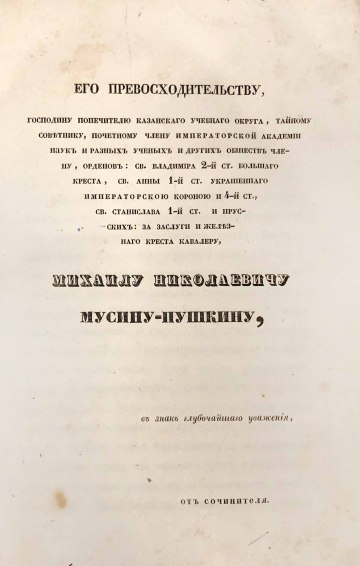 ЕГО ПРЕВОСХОДИТЕЛЬСТВУ,
ГОСПОДИНУ ПОПЕЧИТЕЛЮ КАЗАНСКАГО УЧЕБНАГО ОКРУГА, ТАЙНОМУ
СОВѢТНИКУ, ПОЧЕТНОМУ ЧЛЕНУ ИМПЕРАТОРСКОЙ АКАДЕМІИ
НАУКЪ И РАЗНЫХЪ УЧЕНЫХЪ И ДРУГИХЪ ОБЩЕСТВЪ ЧЛЕ-
НУ, ОРДЕНОВЪ: СВ. ВЛАДИМІРА 2-й СТ. БОЛЬШАГО
КРЕСТА, СВ. АННЫ 1-й СТ. УКРАШЕННАГО
ИМПЕРАТОРСКОЮ КОРОНОЮ И 4-й СТ.,
СВ. СТАНИСЛАВА 1-й СТ. И ПРУС-
СКИХЪ: ЗА ЗАСЛУГИ И ЖЕЛѢЗ-
НАГО КРЕСТА КАВАЛЕРУ,
МИХАИЛУ НИКОЛАЕВИЧУ
МУСИНУ-ПУШКИНУ,
въ знакъ глубочайшаго уваженія,
ОТЪ СОЧИНИТЕЛЯ.